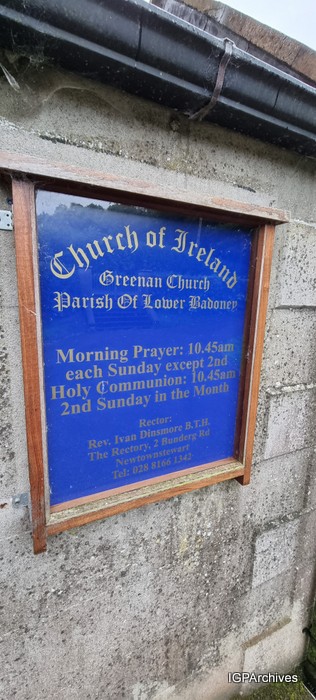 Church of Ireland
Greenan Church
Parish Of Lower Badoney
Morning Prayer: 10.45am
each Sunday except 2nd
Holy Communion: 10.45am
2nd Sunday in the Month
Rector:
Rev. Ivan Dinsmore B.T.H.
The Rectory, 2 Bunderg Rd
Newtownstewart
Tel: 028 8166 1342
IGPArchives